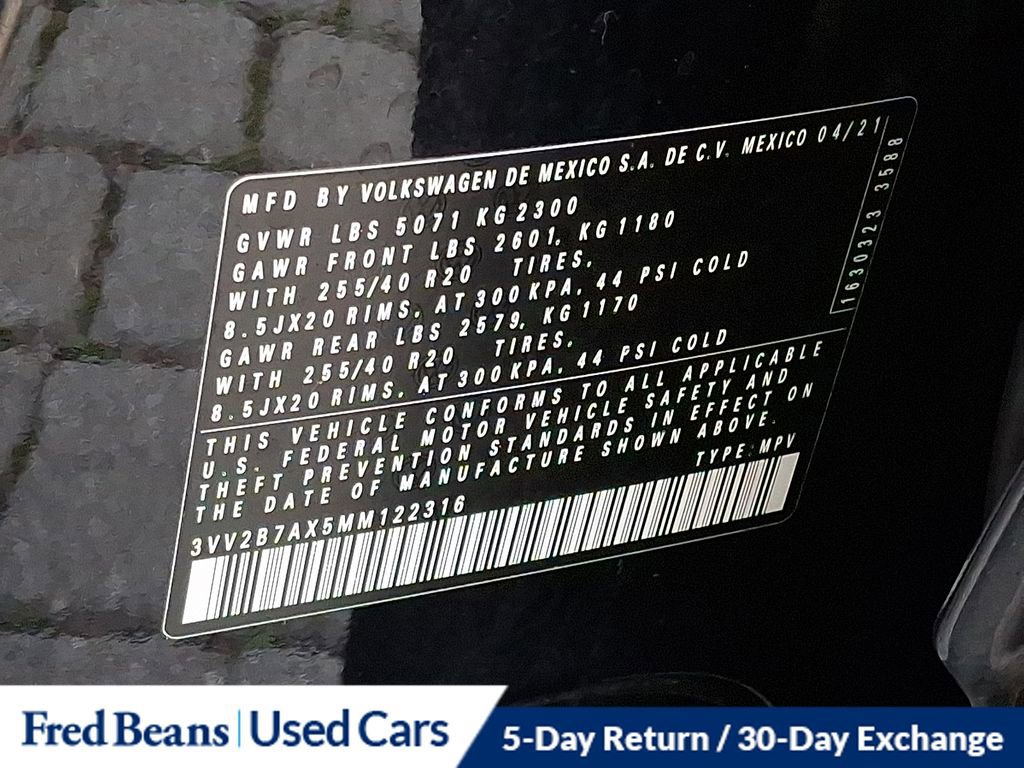 MFD BY VOLKSWAGEN DE MEXICO S.A. DE C.V. MEXICO 04/21
GVWR LBS 5071 KG 2300
GAWR FRONT LBS 2601, KG 1180
WITH 255/40 R20 TIRES,
8.5JX20 RIMS, AT 300 KPA, 44 PSI COLD
GAWR REAR LBS 2579, KG 1170
WITH 255/40 R20 TIRES,
8.5JX20 RIMS, AT 300 KPA, 44 PSI COLD
1630323 3588
THIS VEHICLE CONFORMS TO ALL APPLICABLE
U.S. FEDERAL MOTOR VEHICLE SAFETY AND
THEFT PREVENTION STANDARDS IN EFFECT ON
THE DATE OF MANUFACTURE SHOWN ABOVE.
3VV2B7AX5MM122316 TYPE: MPV
Fred Beans | Used Cars
5-Day Return / 30-Day Exchange